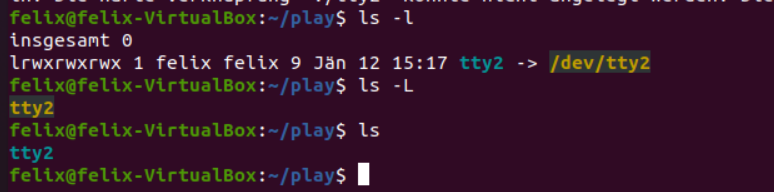 felix@felix-VirtualBox:~/play$ ls -l
insgesamt 0
lrwxrwxrwx 1 felix felix 9 Jän 12 15:17 tty2 -> /dev/tty2
felix@felix-VirtualBox:~/play$ ls -L
tty2
felix@felix-VirtualBox:~/play$ ls
tty2
felix@felix-VirtualBox:~/play$